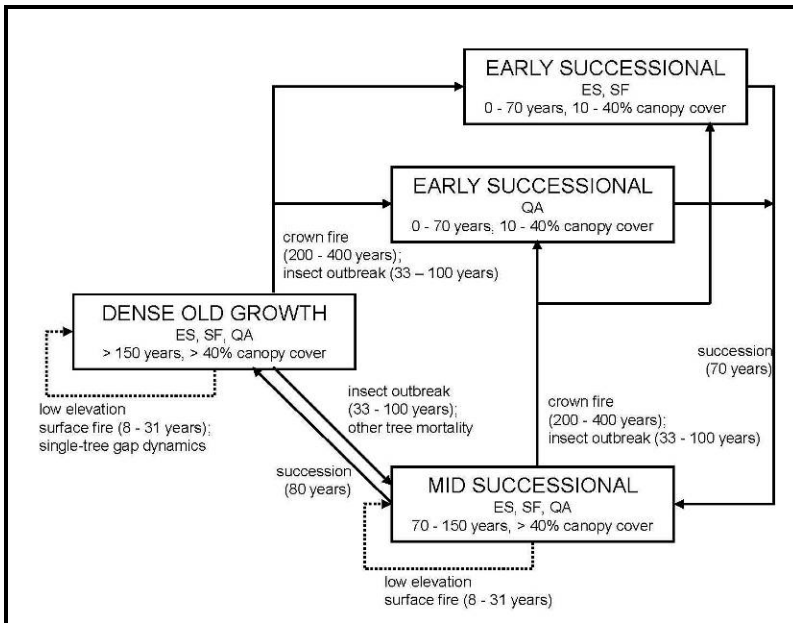 EARLY SUCCESSIONAL
ES, SF
0 - 70 years, 10 - 40% canopy cover
EARLY SUCCESSIONAL
QA
0 - 70 years, 10 - 40% canopy cover
crown fire
(200 - 400 years);
insect outbreak (33 – 100 years)
DENSE OLD GROWTH
ES, SF, QA
> 150 years, > 40% canopy cover
succession
(70 years)
low elevation
surface fire (8 - 31 years);
single-tree gap dynamics
insect outbreak
(33 - 100 years);
other tree mortality
crown fire
(200 - 400 years);
insect outbreak (33 - 100 years)
succession
(80 years)
MID SUCCESSIONAL
ES, SF, QA
70 - 150 years, > 40% canopy cover
low elevation
surface fire (8 - 31 years)